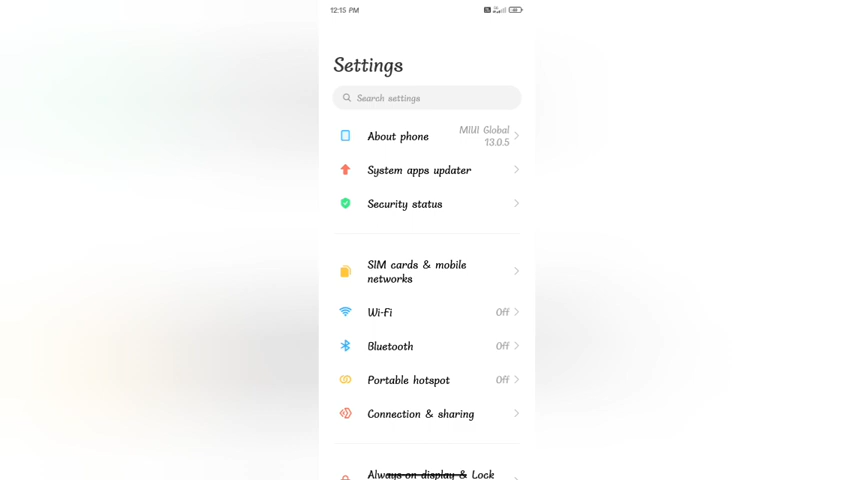 12:15 PM
Settings
Search settings
About phone
MIUI Global
13.0.5
System apps updater
Security status
SIM cards & mobile
networks
Wi-Fi
Off
Bluetooth
Off
Portable hotspot
Off
Connection & sharing
Always-on display & Lock